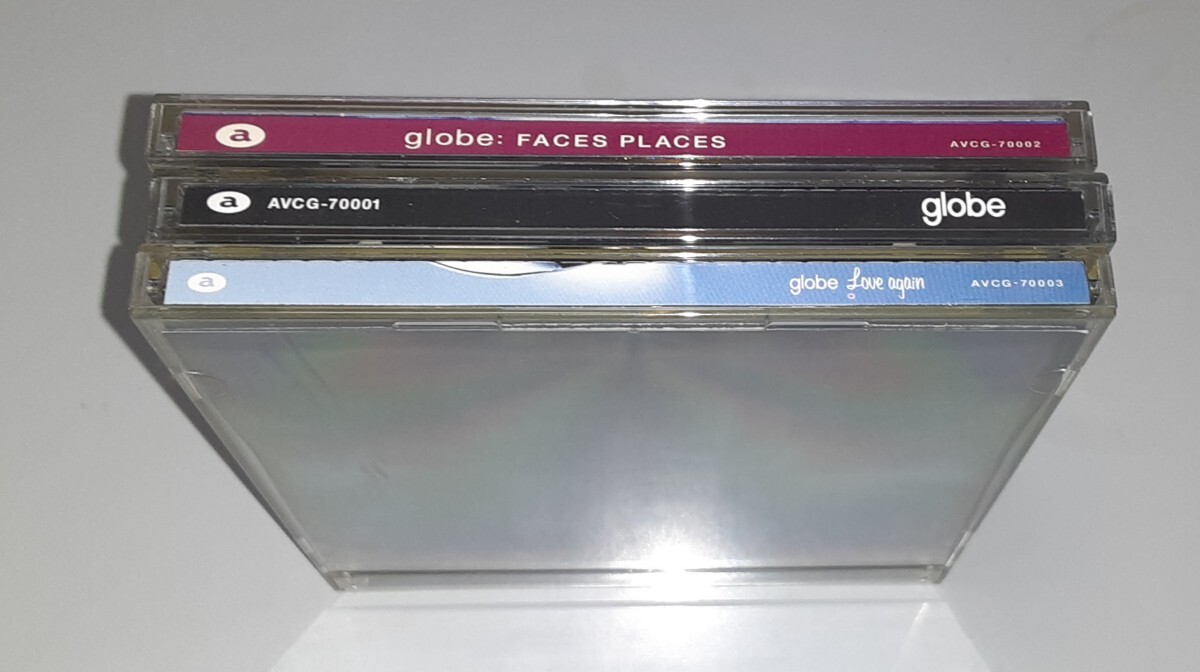 a globe: FACES PLACES AVCG-70002
a AVCG-70001 globe
a globe Love again AVCG-70003